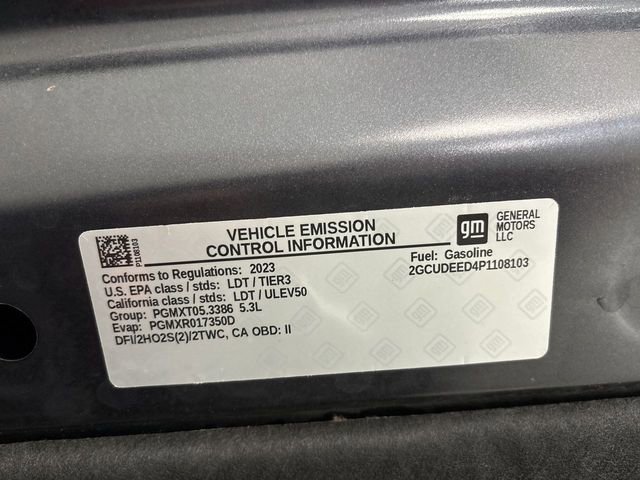 P1108103
VEHICLE EMISSION
CONTROL INFORMATION
gm
GENERAL
MOTORS
LLC
Conforms to Regulations: 2023
U.S. EPA class / stds: LDT / TIER3
California class / stds: LDT / ULEV50
Group: PGMXT05.3386 5.3L
Evap: PGMXR017350D
DFI/2HO2S(2)/2TWC, CA OBD: II
Fuel: Gasoline
2GCUDEED4P1108103